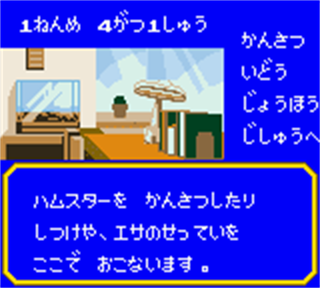 1ねんめ 4がつ1しゅう
かんさつ
いどう
じょうほう
じしゅうへ
ハムスターを かんさつしたり
しつけや、エサのせっていを
ここで おこないます。